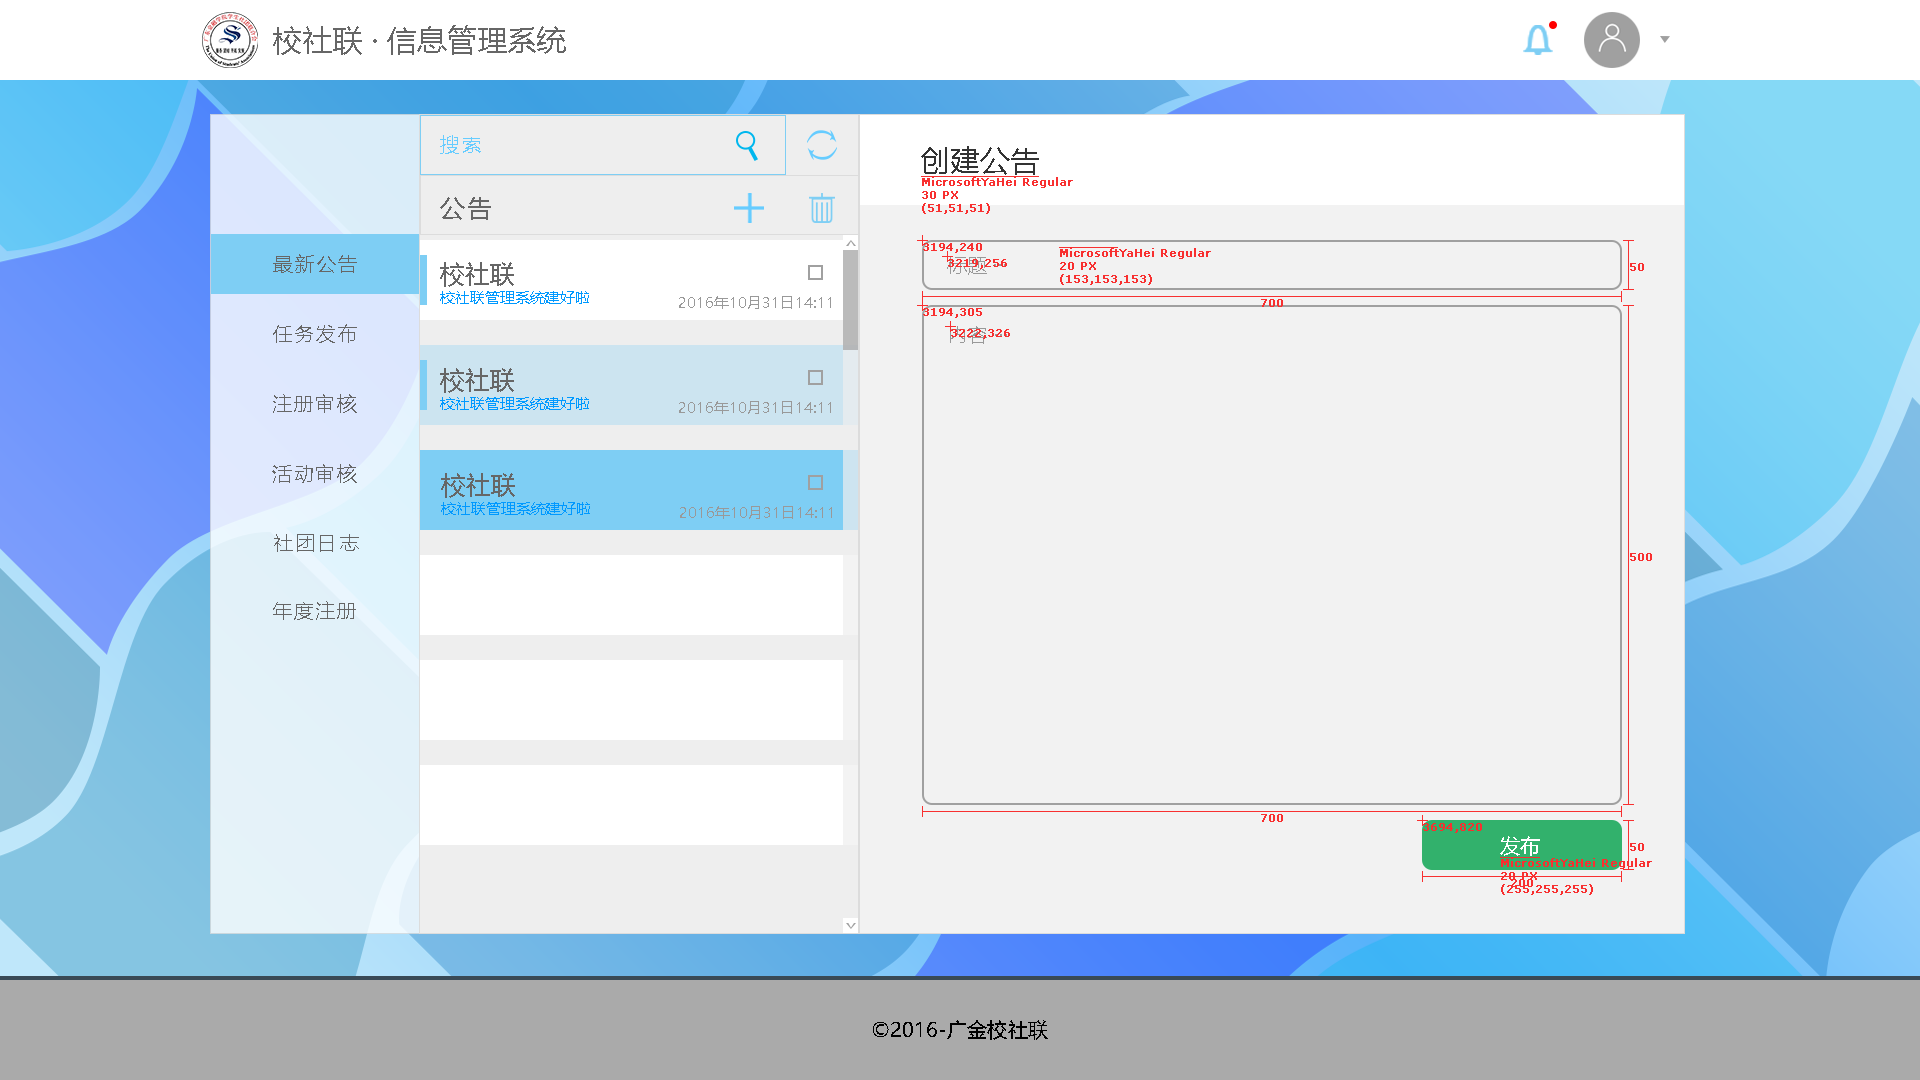 校社联 · 信息管理系统
搜索
公告
最新公告
任务发布
注册审核
活动审核
社团日志
年度注册
校社联
校社联管理系统建好啦
2016年10月31日14:11
校社联
校社联管理系统建好啦
2016年10月31日14:11
校社联
校社联管理系统建好啦
2016年10月31日14:11
创建公告
MicrosoftYaHei Regular
30 PX
(51,51,51)
3194,240
标题
3219,256
MicrosoftYaHei Regular
20 PX
(153,153,153)
50
700
3194,305
内容
3222,326
500
700
3694,820
发布
50
MicrosoftYaHei Regular
20 PX
200
(255,255,255)
©2016-广金校社联